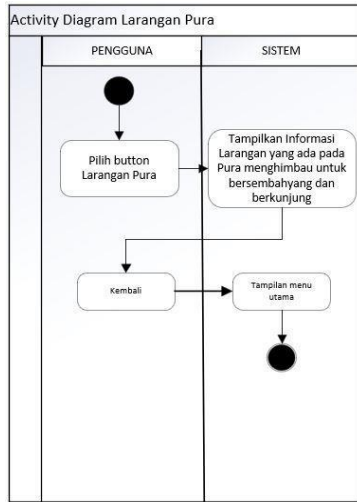 Activity Diagram Larangan Pura
PENGGUNA
SISTEM
Pilih button
Larangan Pura
Tampilkan Informasi
Larangan yang ada pada
Pura menghimbau untuk
bersembahyang dan
berkunjung
Kembali
Tampilan menu
utama